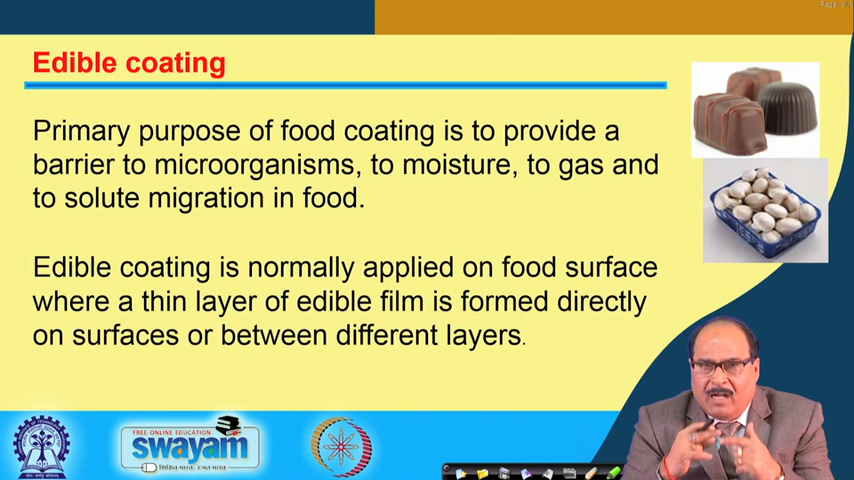 Edible coating
Primary purpose of food coating is to provide a
barrier to microorganisms, to moisture, to gas and
to solute migration in food.
Edible coating is normally applied on food surface
where a thin layer of edible film is formed directly
on surfaces or between different layers.
FREE ONLINE EDUCATION
swayam